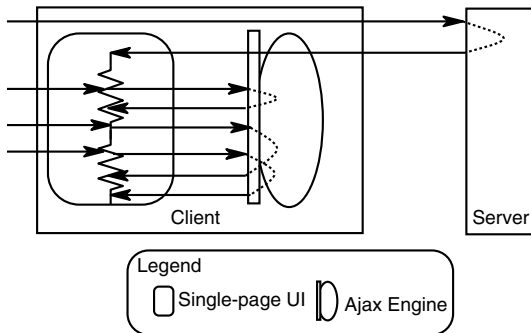 Client
Server
Legend
Single-page UI
Ajax Engine